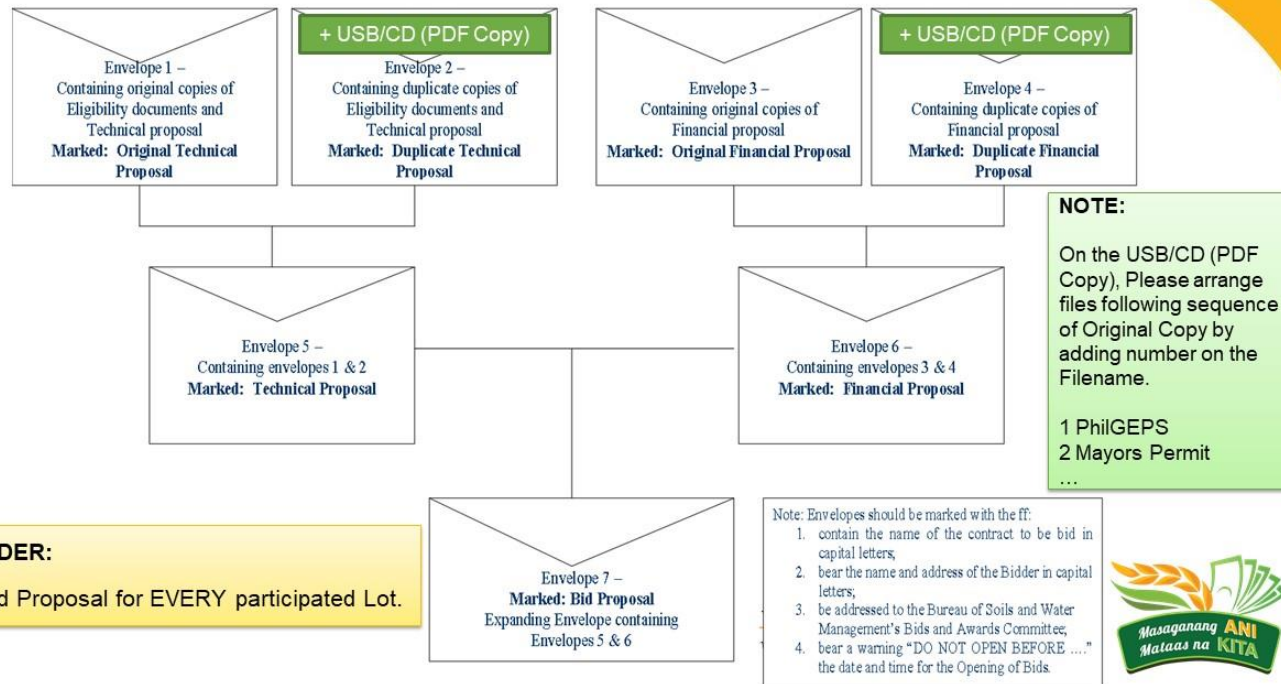 + USB/CD (PDF Copy)
Envelope 1 –
Containing original copies of
Eligibility documents and
Technical proposal
Marked: Original Technical
Proposal
Envelope 2 –
Containing duplicate copies of
Eligibility documents and
Technical proposal
Marked: Duplicate Technical
Proposal
Envelope 3 –
Containing original copies of
Financial proposal
Marked: Original Financial Proposal
+ USB/CD (PDF Copy)
Envelope 4 –
Containing duplicate copies of
Financial proposal
Marked: Duplicate Financial
Proposal
NOTE:
On the USB/CD (PDF
Copy), Please arrange
files following sequence
of Original Copy by
adding number on the
Filename.
1 PhilGEPS
2 Mayors Permit
...
Envelope 5 –
Containing envelopes 1 & 2
Marked: Technical Proposal
Envelope 6 –
Containing envelopes 3 & 4
Marked: Financial Proposal
DER:
d Proposal for EVERY participated Lot.
Envelope 7 –
Marked: Bid Proposal
Expanding Envelope containing
Envelopes 5 & 6
Note: Envelopes should be marked with the ff:
1. contain the name of the contract to be bid in
capital letters;
2. bear the name and address of the Bidder in capital
letters;
3. be addressed to the Bureau of Soils and Water
Management's Bids and Awards Committee;
4. bear a warning “DO NOT OPEN BEFORE ....”
the date and time for the Opening of Bids.
Masaganang ANI
Mataas na KITA